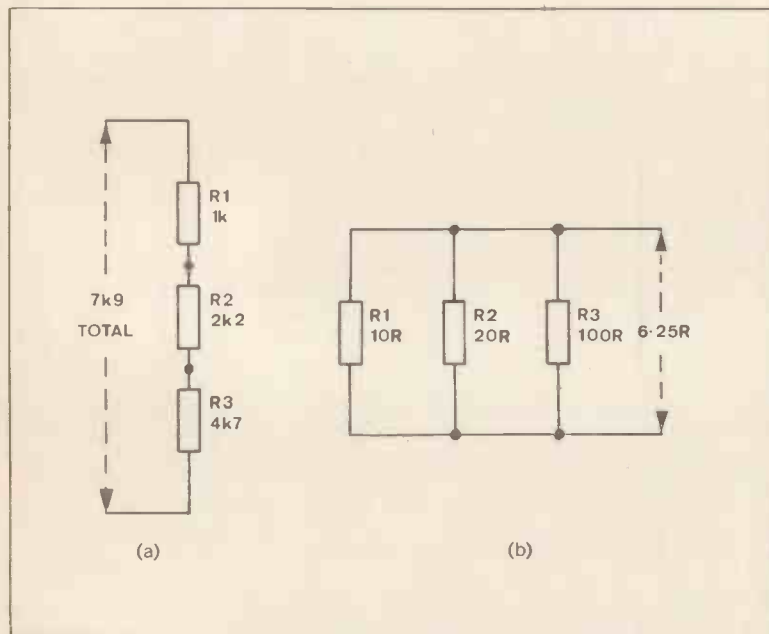 R1
1k
7k9
TOTAL
R2
2k2
R3
4k7
(a)
R1
10R
R2
20R
R3
100R
6·25R
(b)